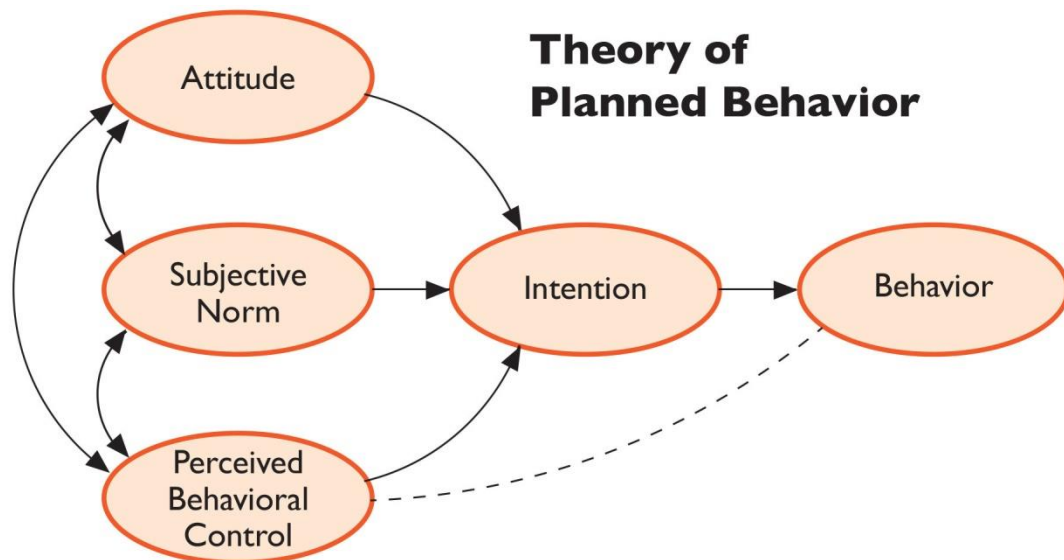 Theory of
Planned Behavior
Attitude
Subjective
Norm
Intention
Behavior
Perceived
Behavioral
Control